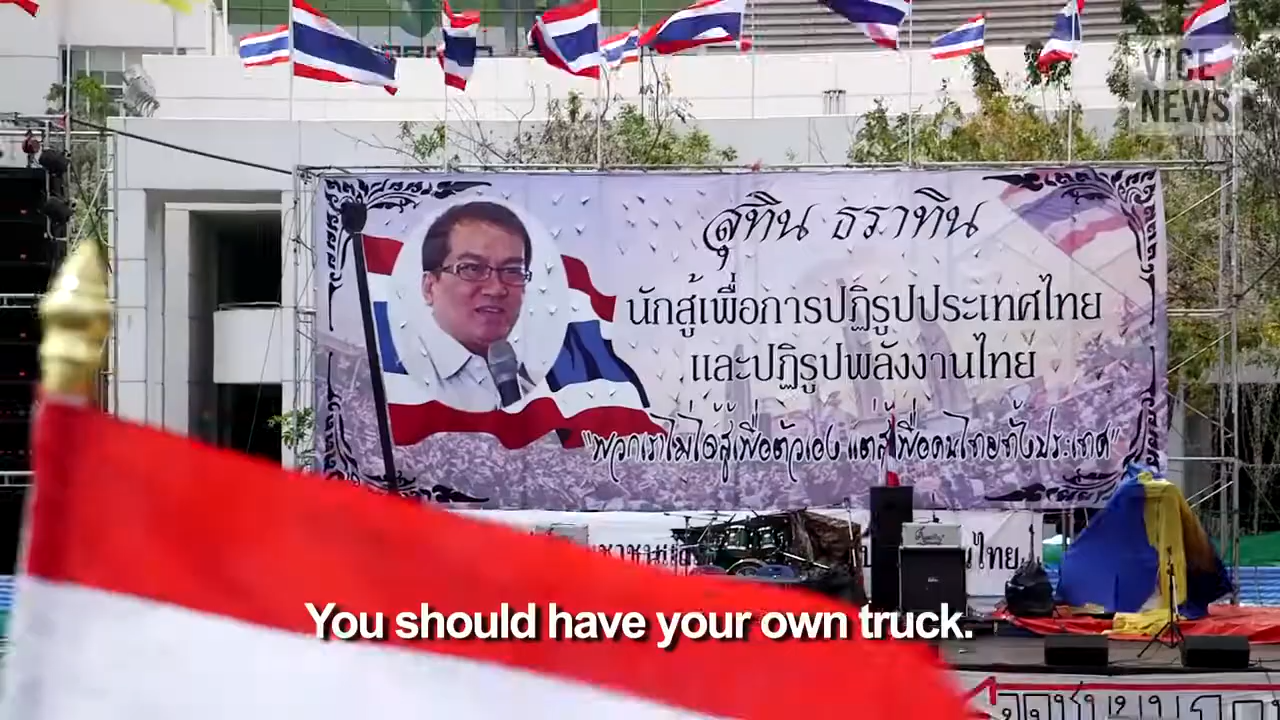 VICE
NEWS
สุทิน ธราทิน
นักสู้เพื่อการปฏิรูปประเทศไทย
และปฏิรูปพลังงานไทย
"พวกเราไม่ได้สู้เพื่อตัวเอง แต่สู้เพื่อคนไทยทั้งประเทศ"
นไทย
You should have your own truck.